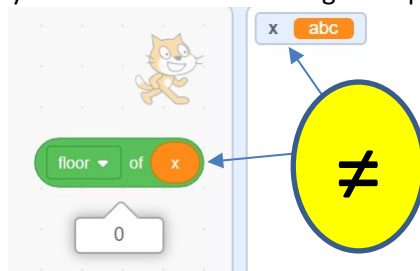 x abc
floor of x
0
≠